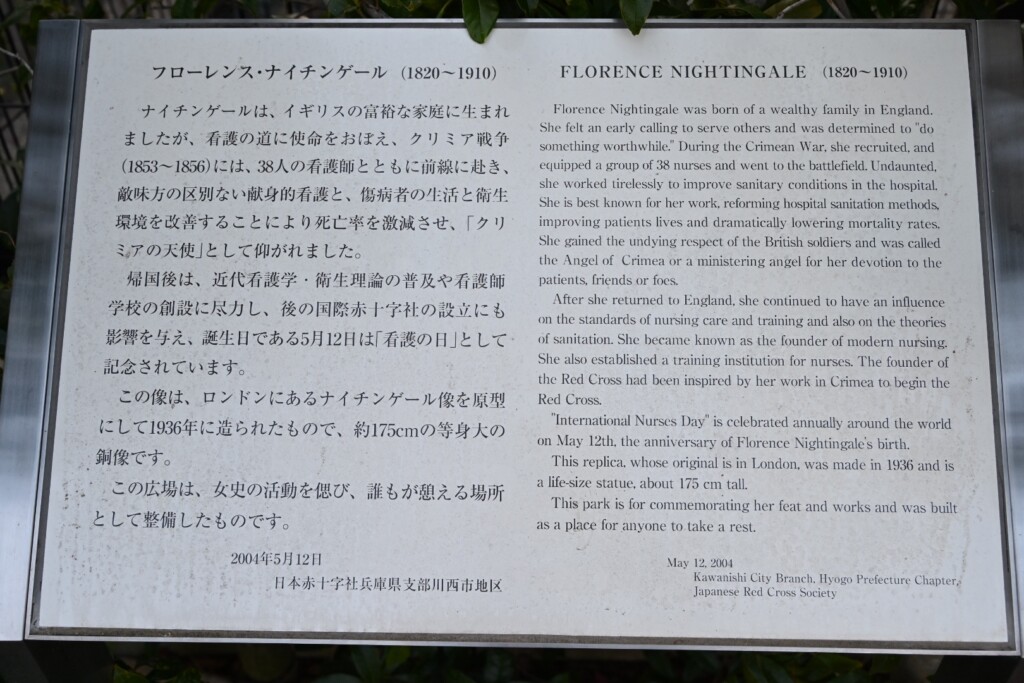 フローレンス・ナイチンゲール (1820〜1910)
ナイチンゲールは、イギリスの富裕な家庭に生まれ
ましたが、看護の道に使命をおぼえ、クリミア戦争
(1853〜1856)には、38人の看護師とともに前線に赴き、
敵味方の区別ない献身的看護と、傷病者の生活と衛生
環境を改善することにより死亡率を激減させ、「クリ
ミアの天使」として仰がれました。
帰国後は、近代看護学・衛生理論の普及や看護師
学校の創設に尽力し、後の国際赤十字社の設立にも
影響を与え、誕生日である5月12日は「看護の日」として
記念されています。
この像は、ロンドンにあるナイチンゲール像を原型
にして1936年に造られたもので、約175cmの等身大の
銅像です。
この広場は、女史の活動を偲び、誰もが憩える場所
として整備したものです。
2004年5月12日
日本赤十字社兵庫県支部川西市地区
FLORENCE NIGHTINGALE (1820〜1910)
Florence Nightingale was born of a wealthy family in England.
She felt an early calling to serve others and was determined to "do
something worthwhile." During the Crimean War, she recruited, and
equipped a group of 38 nurses and went to the battlefield. Undaunted,
she worked tirelessly to improve sanitary conditions in the hospital.
She is best known for her work, reforming hospital sanitation methods,
improving patients lives and dramatically lowering mortality rates.
She gained the undying respect of the British soldiers and was called
the Angel of Crimea or a ministering angel for her devotion to the
patients, friends or foes.
After she returned to England, she continued to have an influence
on the standards of nursing care and training and also on the theories
of sanitation. She became known as the founder of modern nursing.
She also established a training institution for nurses. The founder of
the Red Cross had been inspired by her work in Crimea to begin the
Red Cross.
"International Nurses Day" is celebrated annually around the world
on May 12th, the anniversary of Florence Nightingale's birth.
This replica, whose original is in London, was made in 1936 and is
a life-size statue, about 175 cm tall.
This park is for commemorating her feat and works and was built
as a place for anyone to take a rest.
May 12, 2004
Kawanishi City Branch, Hyogo Prefecture Chapter,
Japanese Red Cross Society